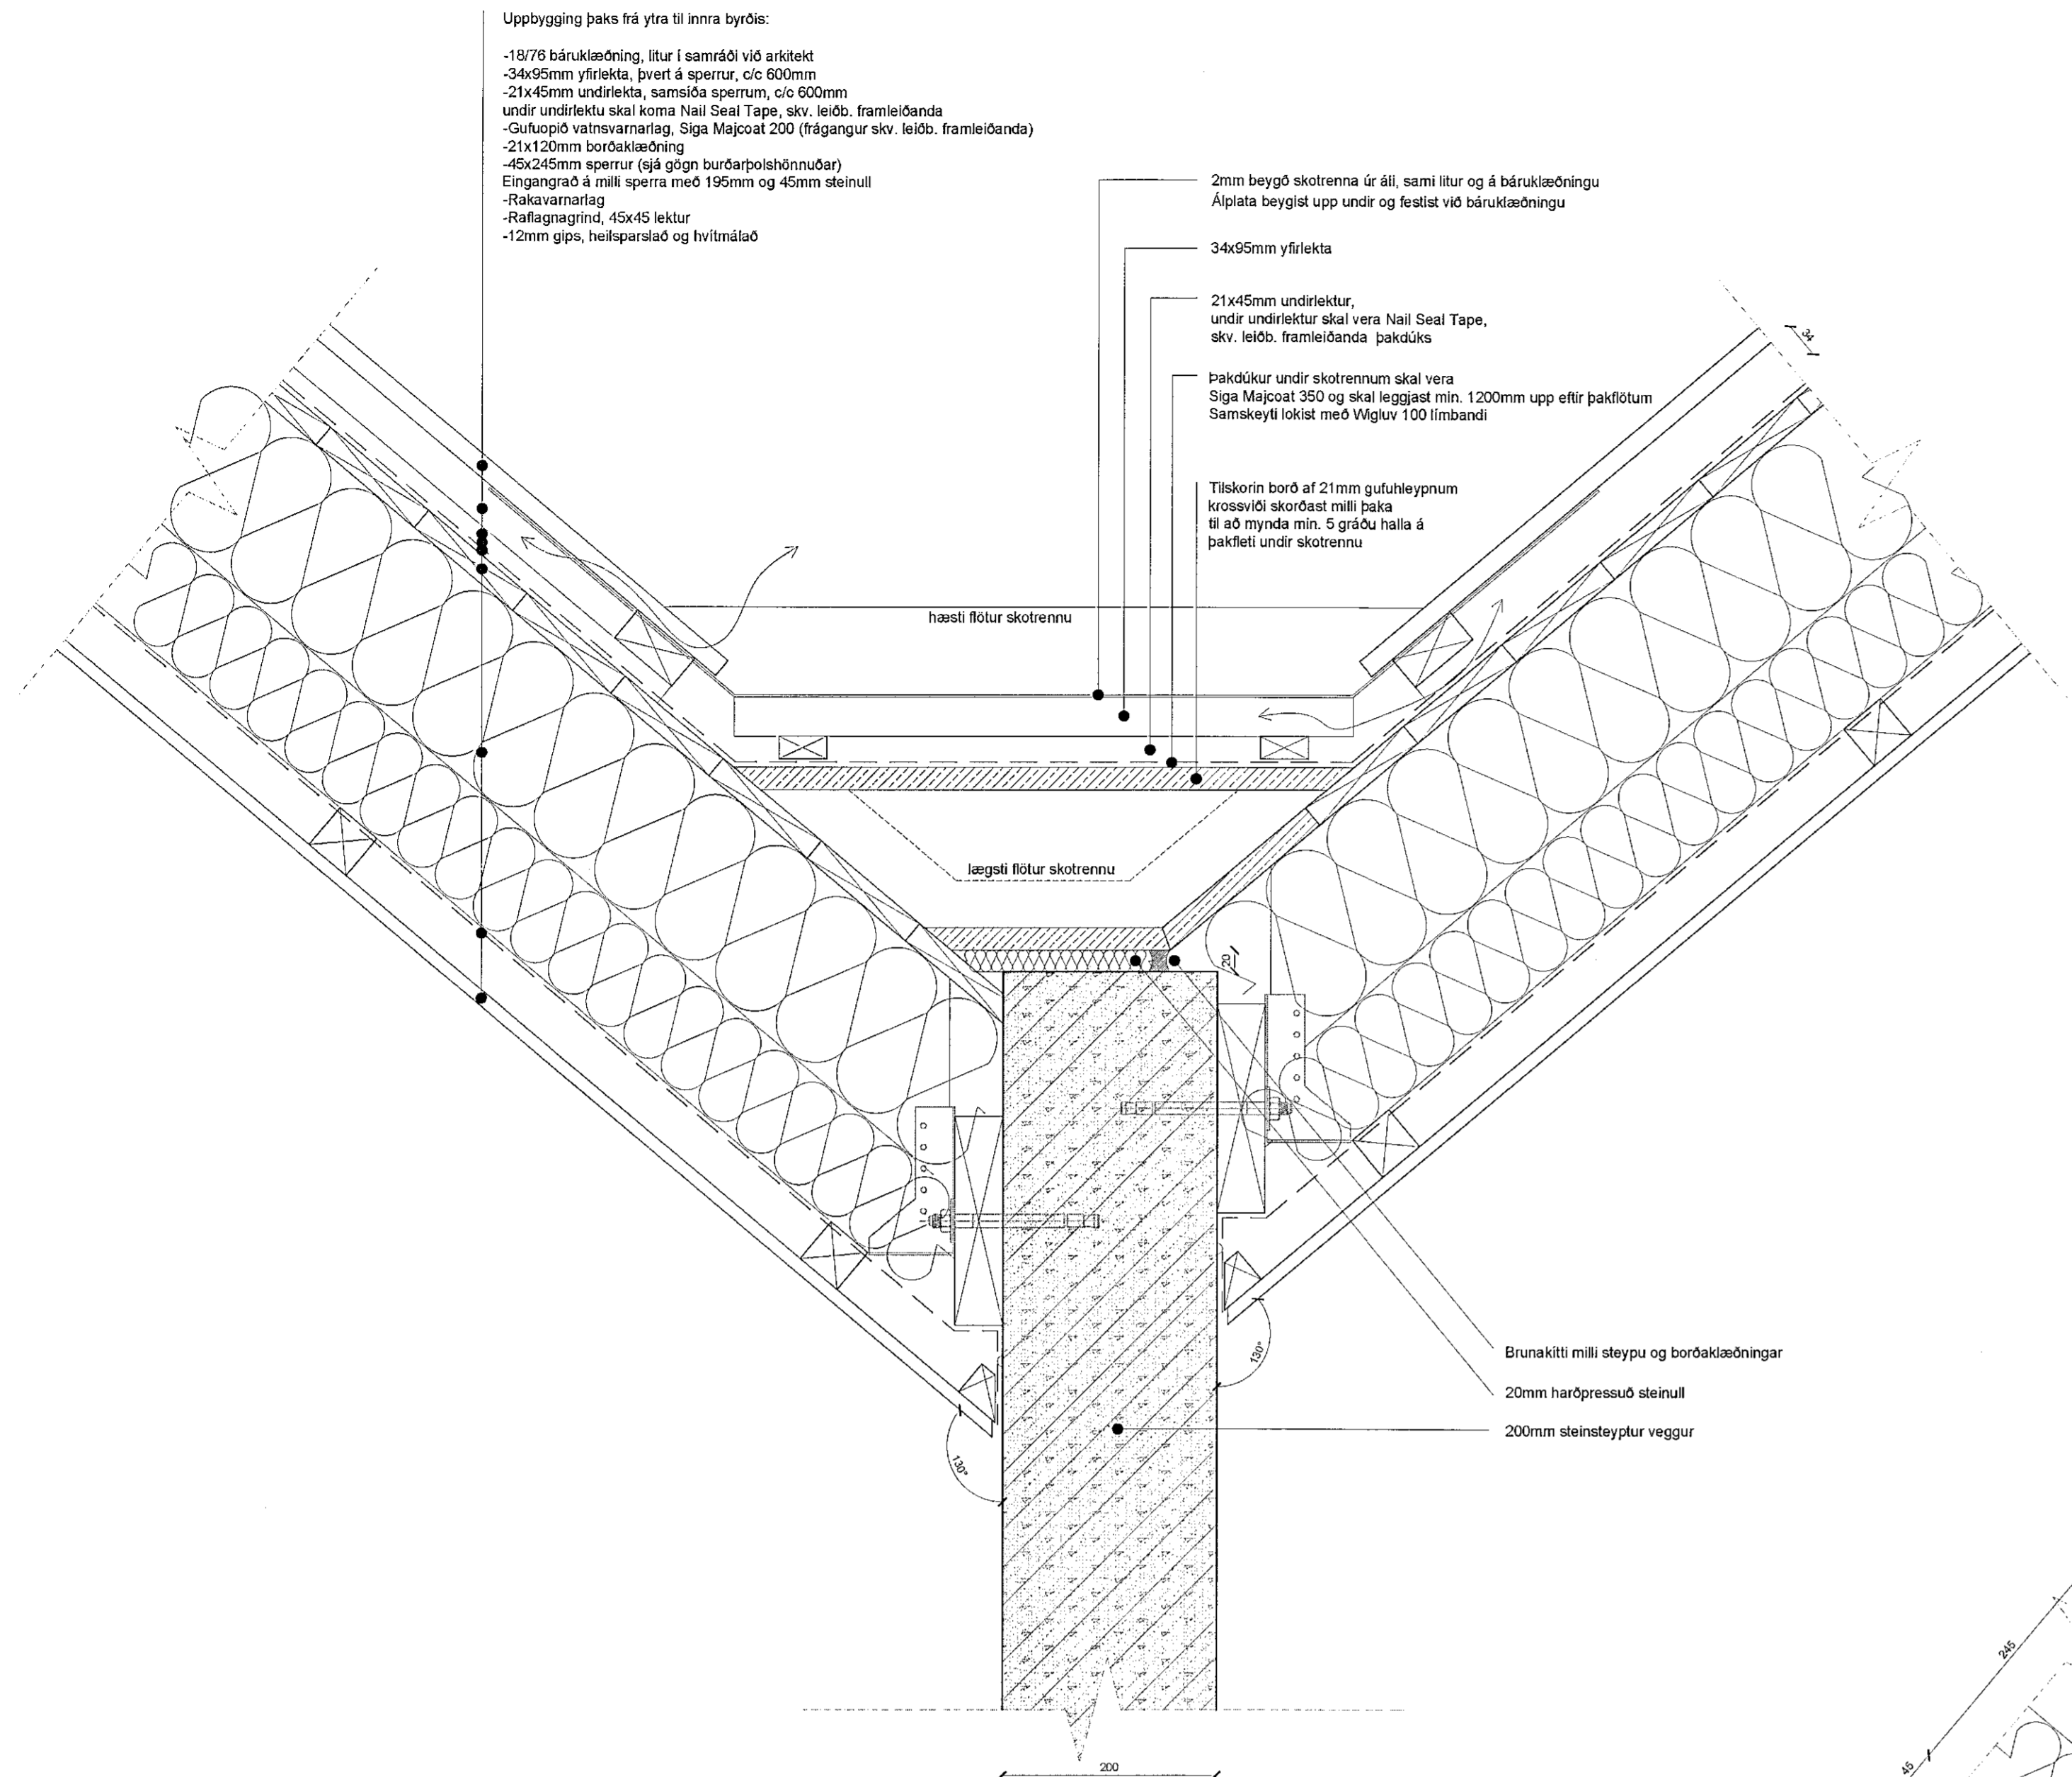 Uppbygging þaks frá ytra til innra byrðis:
-18/76 báruklæðning, litur í samráði við arkitekt
-34x95mm yfirlekta, þvert á sperrur, c/c 600mm
-21x45mm undirlekta, samsíða sperrum, c/c 600mm
undir undirlektu skal koma Nail Seal Tape, skv. leiðb. framleiðanda
-Gufuopið vatnsvarnarlag, Siga Majcoat 200 (frágangur skv. leiðb. framleiðanda)
-21x120mm borðaklæðning
-45x245mm sperrur (sjá gögn burðarþolshönnuðar)
Eingangrað á milli sperra með 195mm og 45mm steinull
-Rakavarnarlag
-Raflagnagrind, 45x45 lektur
-12mm gips, heilsparslað og hvítmálað
2mm beygð skotrenna úr áli, sami litur og á báruklæðningu
Álplata beygist upp undir og festist við báruklæðningu
34x95mm yfirlekta
21x45mm undirlektur,
undir undirlektur skal vera Nail Seal Tape,
skv. leiðb. framleiðanda þakdúks
Þakdúkur undir skotrennum skal vera
Siga Majcoat 350 og skal leggjast min. 1200mm upp eftir þakflötum
Samskeyti lokist með Wigluv 100 límbandi
Tilskorin borð af 21mm gufuhleypnum
krossviði skorðast milli þaka
til að mynda min. 5 gráðu halla á
þakfleti undir skotrennu
34
hæsti flötur skotrennu
lægsti flötur skotrennu
20
130°
130°
Brunakítti milli steypu og borðaklæðningar
20mm harðpressuð steinull
200mm steinsteyptur veggur
200
245
45